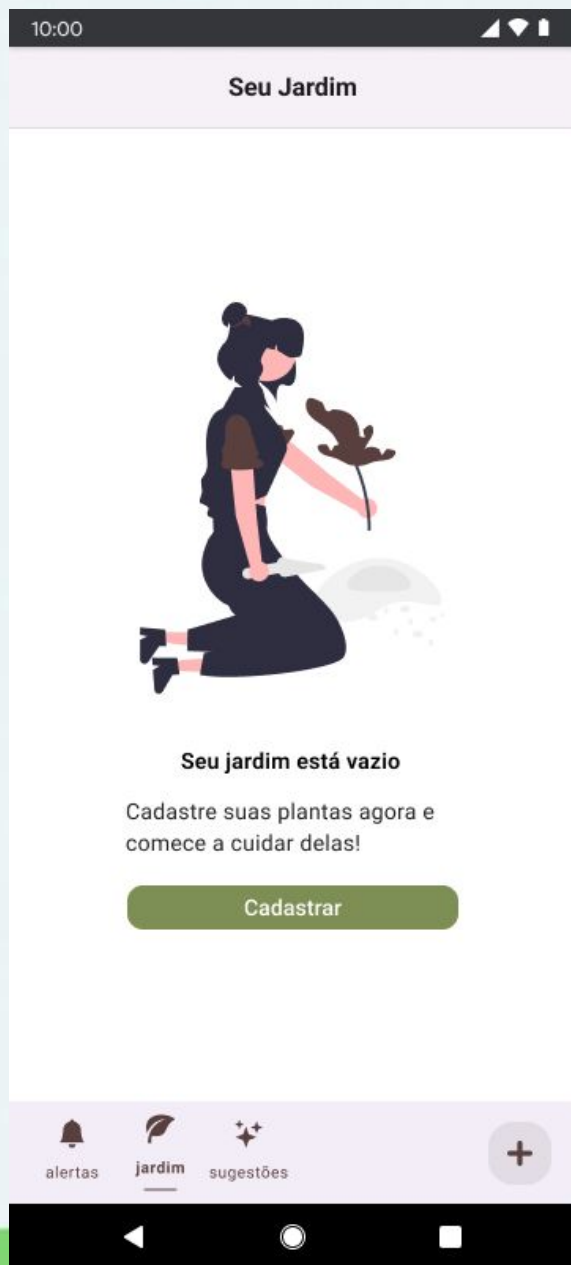 10:00
Seu Jardim
Seu jardim está vazio
Cadastre suas plantas agora e
comece a cuidar delas!
Cadastrar
alertas
jardim
sugestões